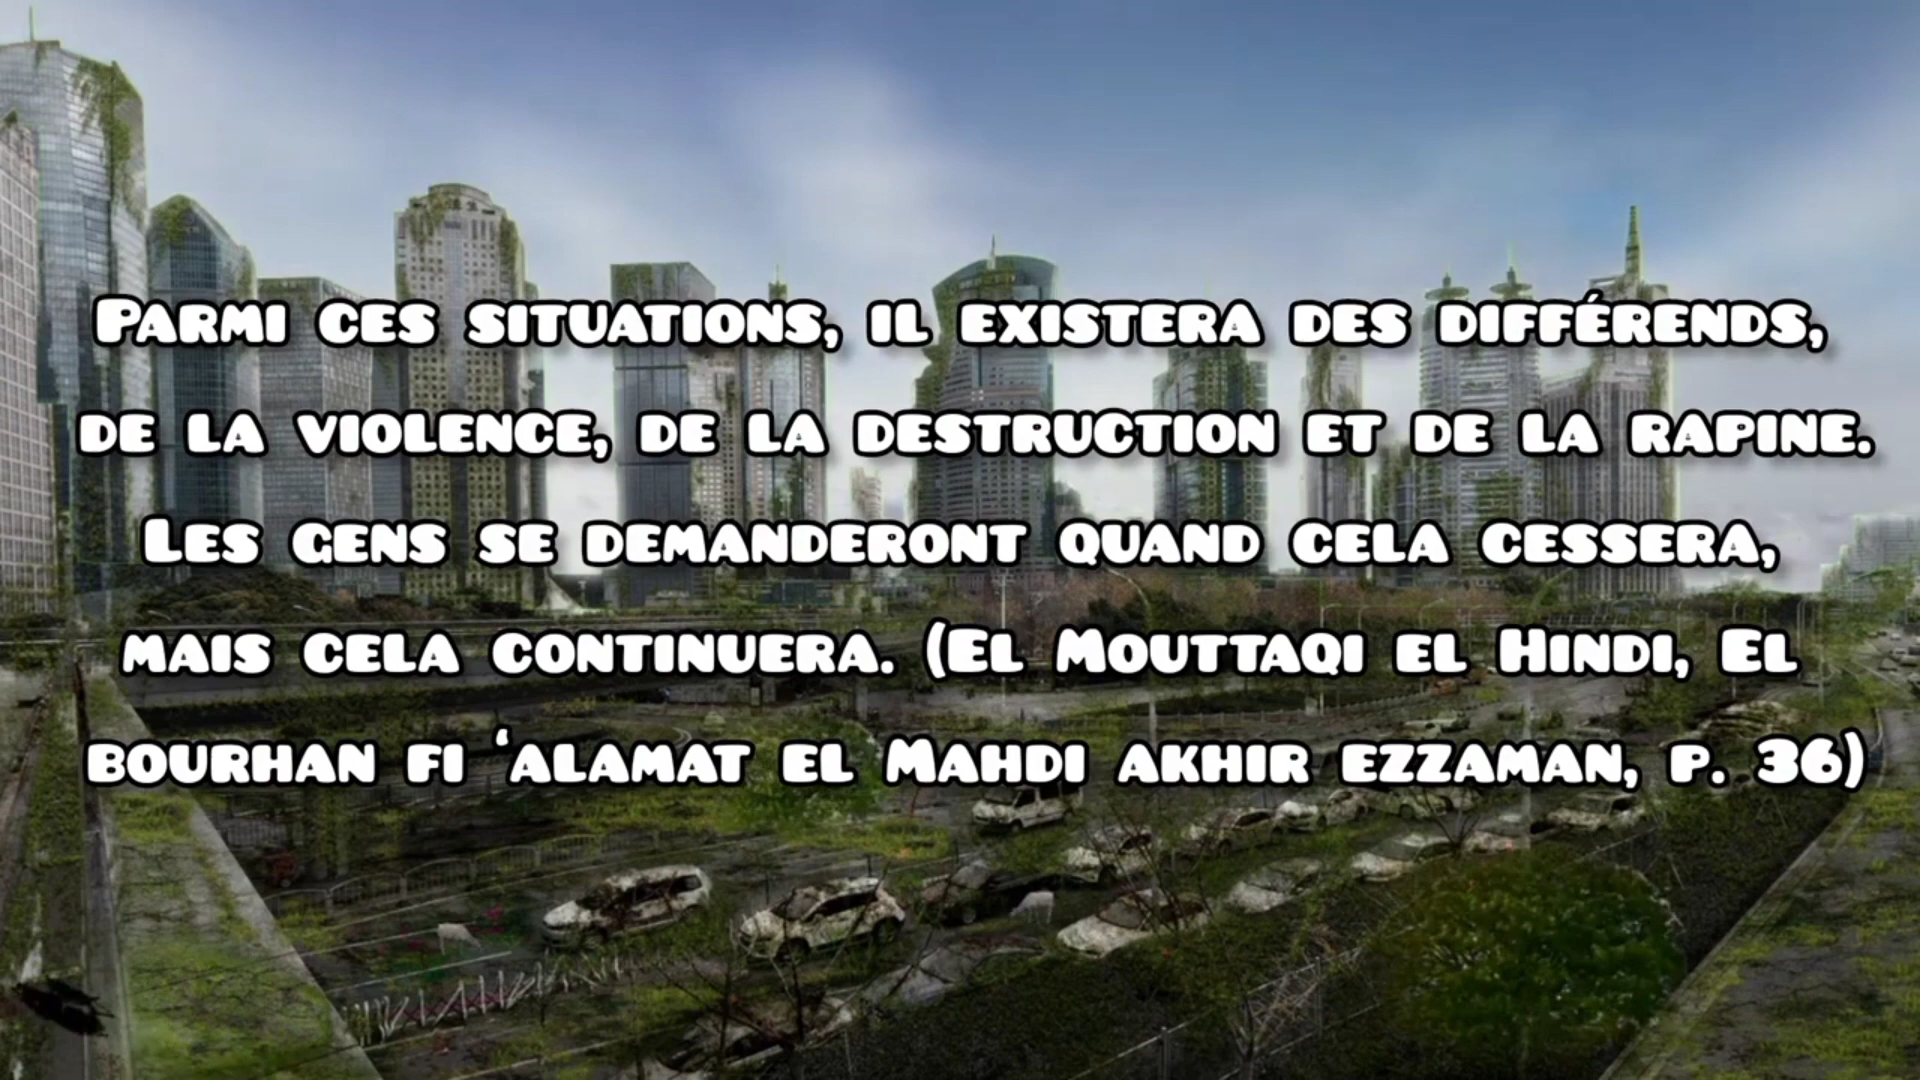 Parmi ces situations, il existera des différends,
de la violence, de la destruction et de la rapine.
Les gens se demanderont quand cela cessera,
mais cela continuera. (El Mouttaqi el Hindi, El
bourhan fi ‘alamat el Mahdi akhir ezzaman, p. 36)